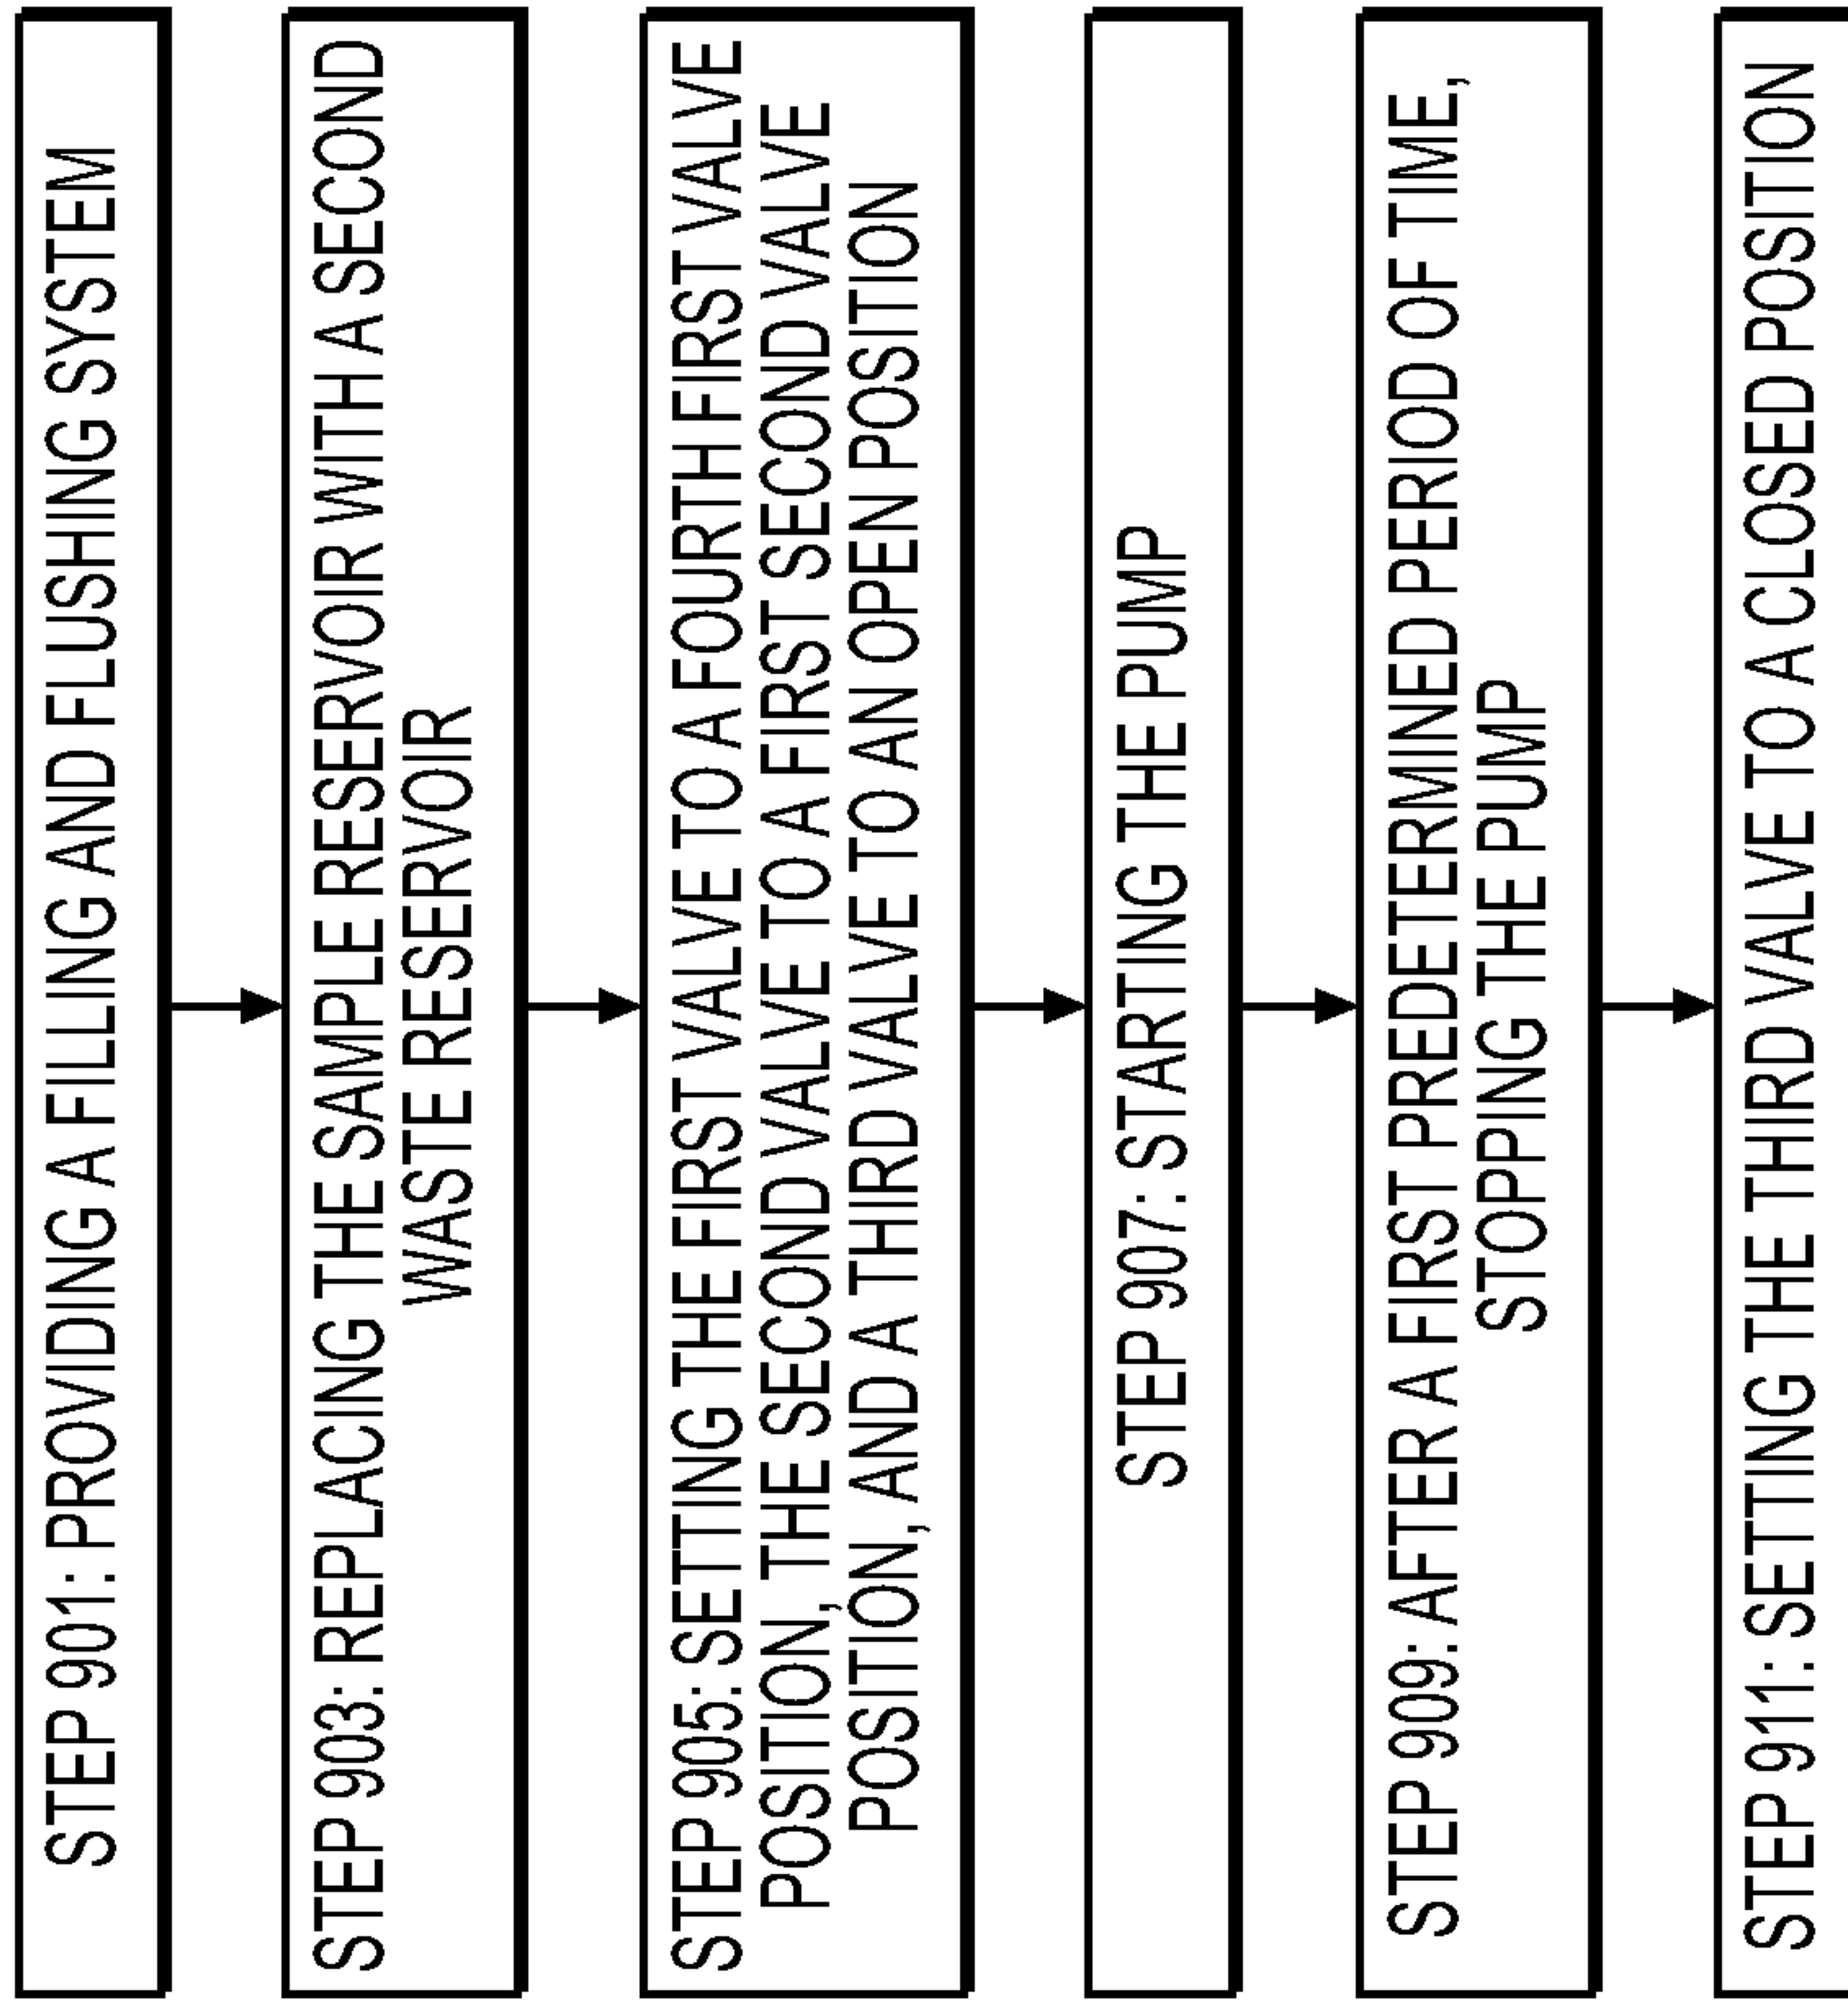 STEP 901: PROVIDING A FILLING AND FLUSHING SYSTEM
STEP 903: REPLACING THE SAMPLE RESERVOIR WITH A SECOND
WASTE RESERVOIR
STEP 905: SETTING THE FIRST VALVE TO A FOURTH FIRST VALVE
POSITION, THE SECOND VALVE TO A FIRST SECOND VALVE
POSITION, AND A THIRD VALVE TO AN OPEN POSITION
STEP 907: STARTING THE PUMP
STEP 909: AFTER A FIRST PREDETERMINED PERIOD OF TIME,
STOPPING THE PUMP
STEP 911: SETTING THE THIRD VALVE TO A CLOSED POSITION